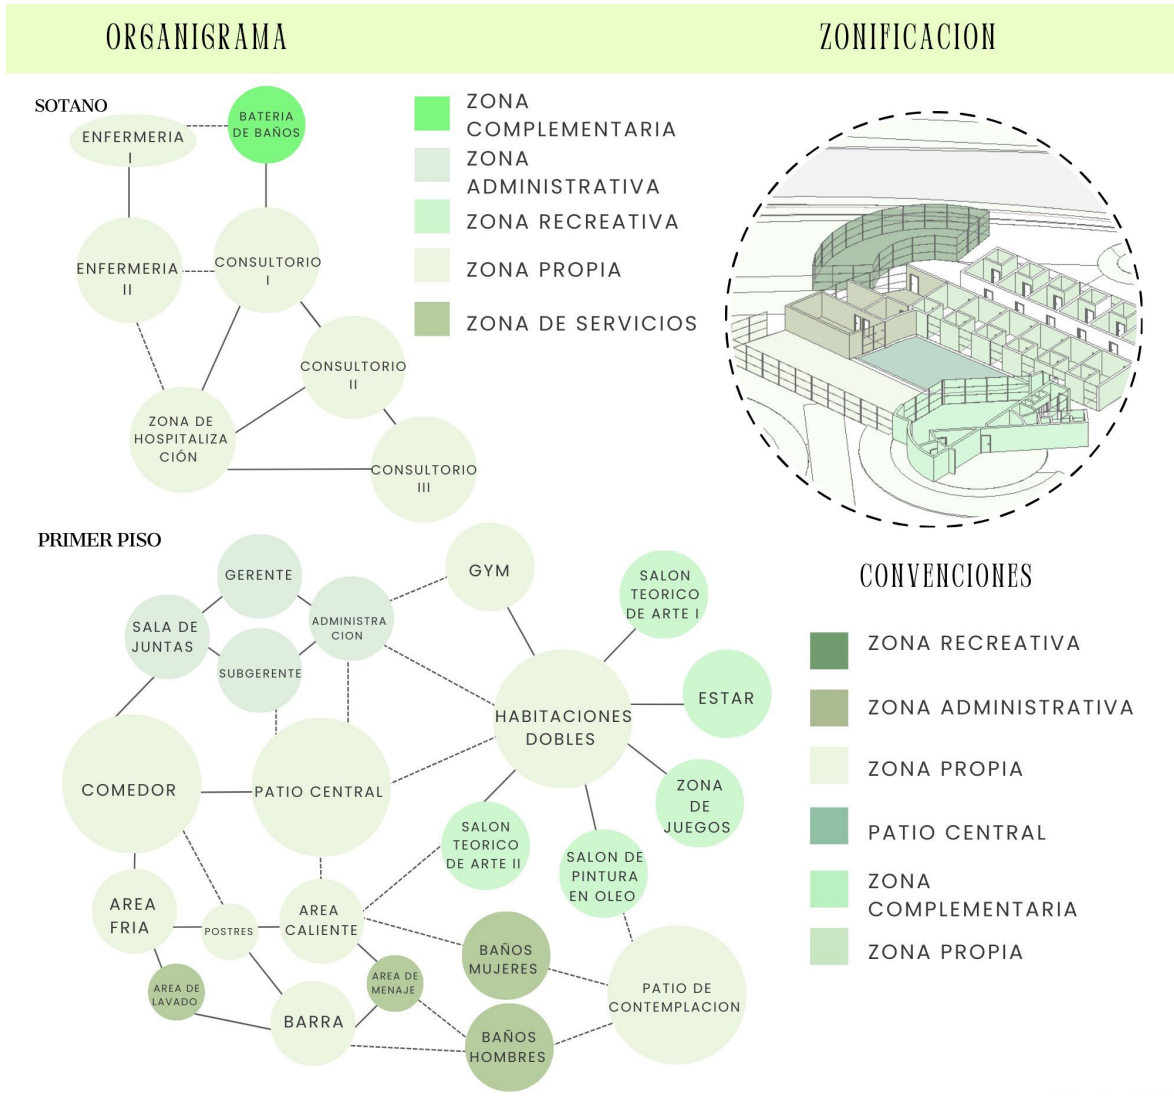 ORGANIGRAMA
ZONIFICACION
SOTANO
ENFERMERIA
I
BATERIA
DE BAÑOS
ENFERMERIA
II
CONSULTORIO
I
CONSULTORIO
II
ZONA DE
HOSPITALIZA
CIÓN
CONSULTORIO
III
ZONA
COMPLEMENTARIA
ZONA
ADMINISTRATIVA
ZONA RECREATIVA
ZONA PROPIA
ZONA DE SERVICIOS
PRIMER PISO
GERENTE
SALA DE
JUNTAS
ADMINISTRA
CION
SUBGERENTE
GYM
SALON
TEORICO
DE ARTE I
HABITACIONES
DOBLES
ESTAR
COMEDOR
PATIO CENTRAL
ZONA
DE
JUEGOS
SALON
TEORICO
DE ARTE II
SALON DE
PINTURA
EN OLEO
AREA
FRIA
POSTRES
AREA
CALIENTE
BAÑOS
MUJERES
AREA DE
LAVADO
AREA DE
MENAJE
BARRA
BAÑOS
HOMBRES
PATIO DE
CONTEMPLACION
CONVENCIONES
ZONA RECREATIVA
ZONA ADMINISTRATIVA
ZONA PROPIA
PATIO CENTRAL
ZONA
COMPLEMENTARIA
ZONA PROPIA